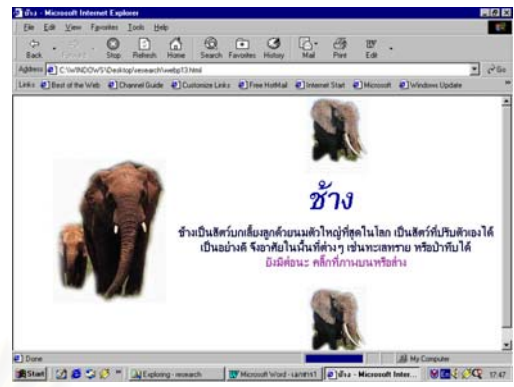 ช้าง - Microsoft Internet Explorer
File Edit View Favorites Tools Help
Back Forward Stop Refresh Home Search Favorites History Mail Print Edit
Address C:\WINDOWS\Desktop\research\webp13.html Go
Links Best of the Web Channel Guide Customize Links Free HotMail Internet Start Microsoft Windows Update
ช้าง
ช้างเป็นสัตว์บกเลี้ยงลูกด้วยนมตัวใหญ่ที่สุดในโลก เป็นสัตว์ที่ปรับตัวเองได้
เป็นอย่างดี จึงอาศัยในพื้นที่ต่างๆ เช่นทะเลทราย หรือป่าทึบได้
ยังมีต่อนะ คลิ๊กที่ภาพบนหรือล่าง
Done My Computer
Start Exploring - research Microsoft Word - เอกสาร1 ช้าง - Microsoft Inter... 17:47